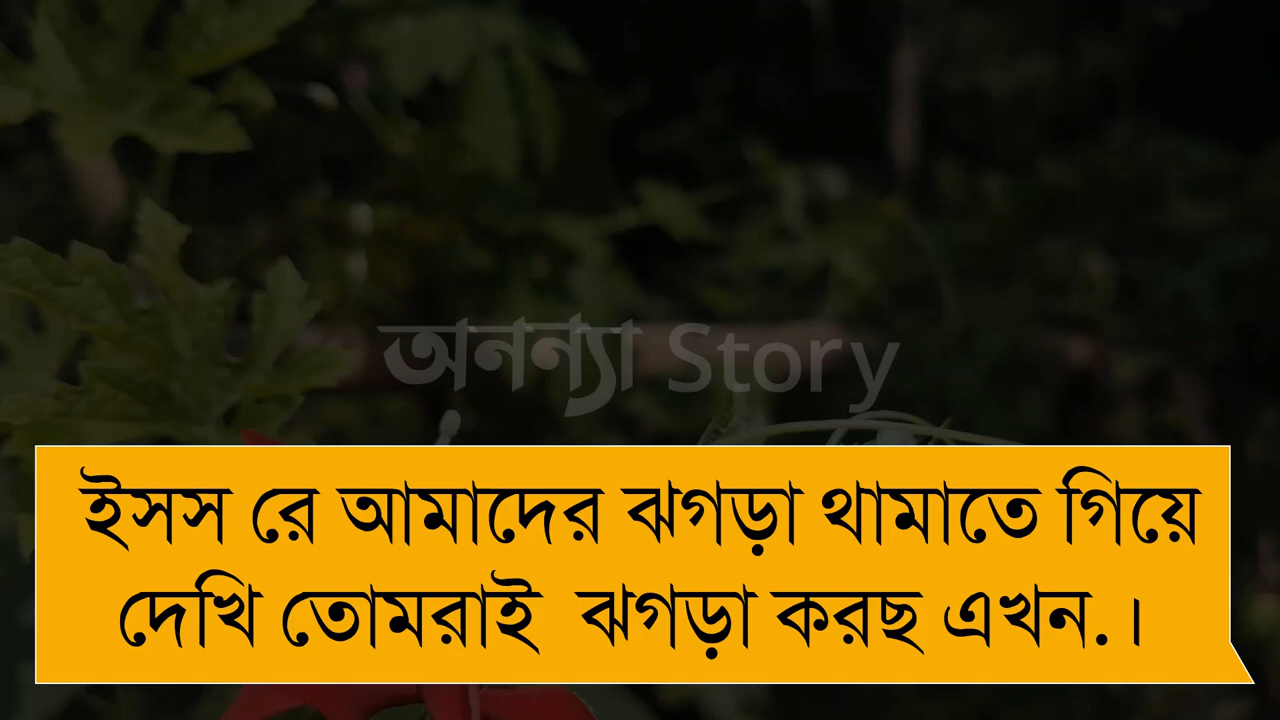 অনন্যা Story
ইসস রে আমাদের ঝগড়া থামাতে গিয়ে
দেখি তোমরাই ঝগড়া করছ এখন.।